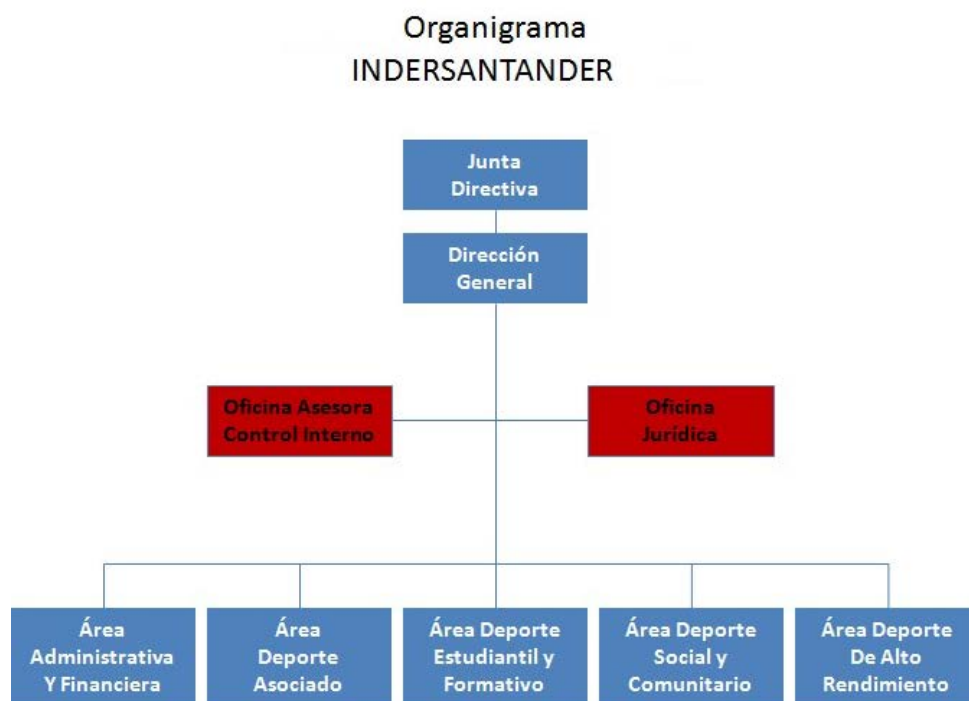 Organigrama
INDERSANTANDER
Junta
Directiva
Dirección
General
Oficina Asesora
Control Interno
Oficina
Jurídica
Área
Administrativa
Y Financiera
Área
Deporte
Asociado
Área Deporte
Estudiantil y
Formativo
Área Deporte
Social y
Comunitario
Área Deporte
De Alto
Rendimiento